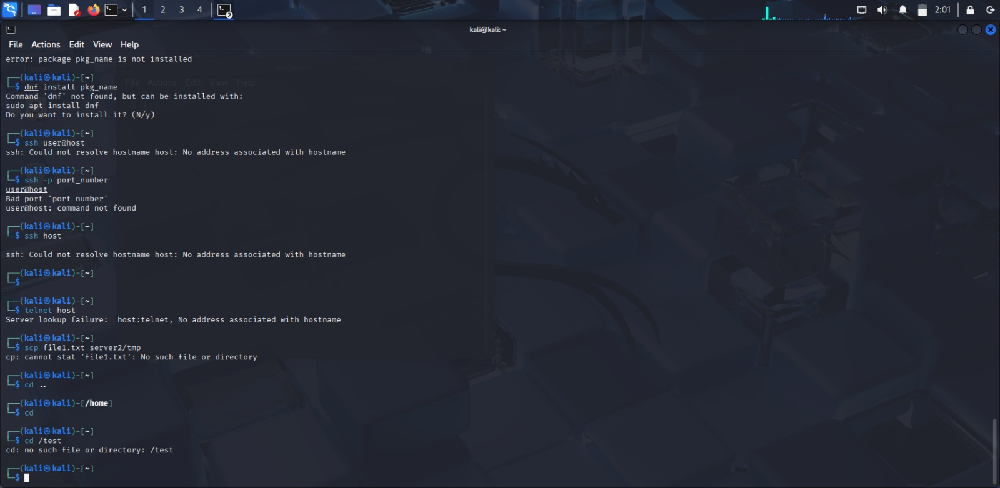 1 2 3 4 2 2:01
kali@kali: ~
File Actions Edit View Help
error: package pkg_name is not installed
┌──(kali㉿kali)-[~]
└─$ dnf install pkg_name
File Actions Edit View Help
Command 'dnf' not found, but can be installed with:
sudo apt install dnf
Do you want to install it? (N/y)
┌──(kali㉿kali)-[~]
└─$ ssh user@host
ssh: Could not resolve hostname host: No address associated with hostname
┌──(kali㉿kali)-[~]
└─$ ssh -p port_number
user@host
Bad port 'port_number'
user@host: command not found
┌──(kali㉿kali)-[~]
└─$ ssh host
ssh: Could not resolve hostname host: No address associated with hostname
┌──(kali㉿kali)-[~]
└─$
┌──(kali㉿kali)-[~]
└─$ telnet host
Server lookup failure:  host:telnet, No address associated with hostname
┌──(kali㉿kali)-[~]
└─$ scp file1.txt server2/tmp
cp: cannot stat 'file1.txt': No such file or directory
┌──(kali㉿kali)-[~]
└─$ cd ..
┌──(kali㉿kali)-[/home]
└─$ cd
┌──(kali㉿kali)-[~]
└─$ cd /test
cd: no such file or directory: /test
┌──(kali㉿kali)-[~]
└─$